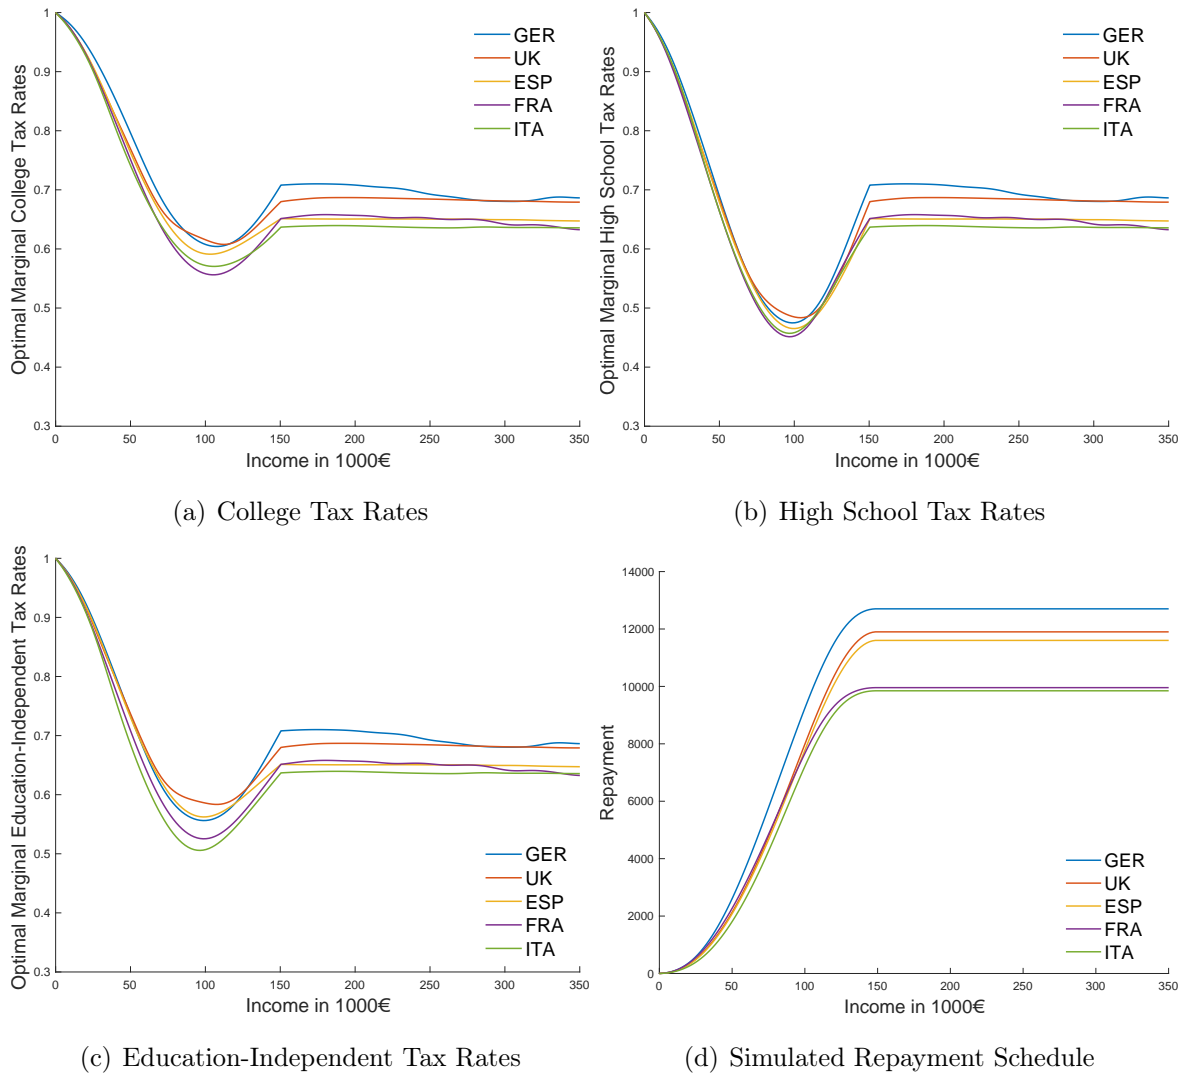 Optimal Marginal College Tax Rates
1
0.9
0.8
0.7
0.6
0.5
0.4
0.3
0 50 100 150 200 250 300 350
Income in 1000€
GER
UK
ESP
FRA
ITA
(a) College Tax Rates
Optimal Marginal High School Tax Rates
1
0.9
0.8
0.7
0.6
0.5
0.4
0.3
0 50 100 150 200 250 300 350
Income in 1000€
GER
UK
ESP
FRA
ITA
(b) High School Tax Rates
Optimal Marginal Education-Independent Tax Rates
1
0.9
0.8
0.7
0.6
0.5
0.4
0.3
0 50 100 150 200 250 300 350
Income in 1000€
GER
UK
ESP
FRA
ITA
(c) Education-Independent Tax Rates
Repayment
14000
12000
10000
8000
6000
4000
2000
0
0 50 100 150 200 250 300 350
Income in 1000€
GER
UK
ESP
FRA
ITA
(d) Simulated Repayment Schedule